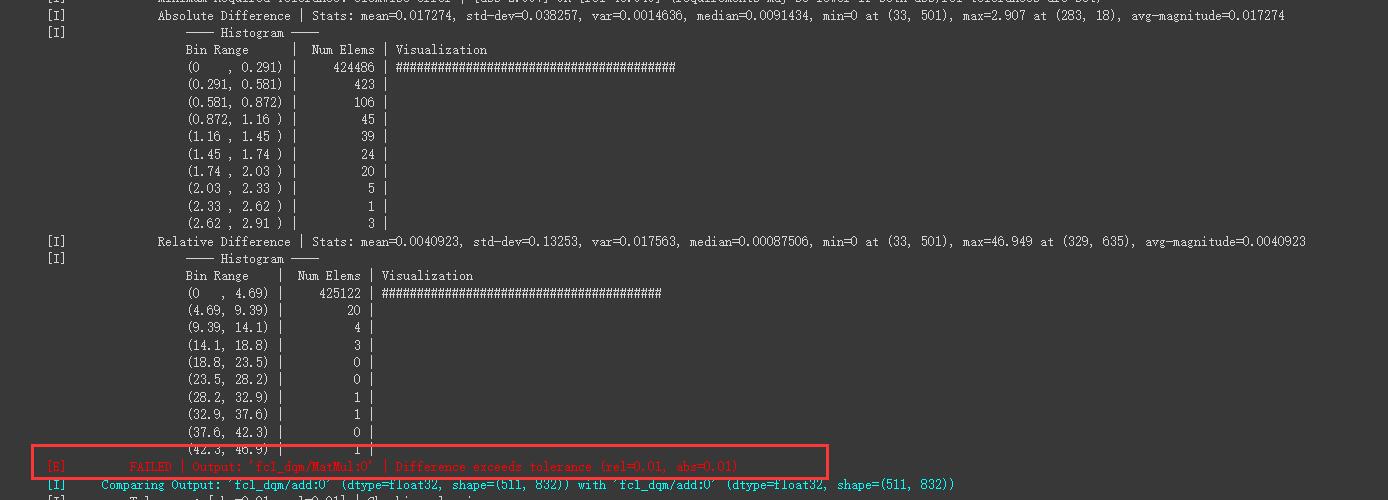 [I] Absolute Difference | Stats: mean=0.017274, std-dev=0.038257, var=0.0014636, median=0.0091434, min=0 at (33, 501), max=2.907 at (283, 18), avg-magnitude=0.017274
[I] ---- Histogram ----
Bin Range | Num Elems | Visualization
(0 , 0.291) | 424486 | ########################################
(0.291, 0.581) | 423 |
(0.581, 0.872) | 106 |
(0.872, 1.16 ) | 45 |
(1.16 , 1.45 ) | 39 |
(1.45 , 1.74 ) | 24 |
(1.74 , 2.03 ) | 20 |
(2.03 , 2.33 ) | 5 |
(2.33 , 2.62 ) | 1 |
(2.62 , 2.91 ) | 3 |
[I] Relative Difference | Stats: mean=0.0040923, std-dev=0.13253, var=0.017563, median=0.00087506, min=0 at (33, 501), max=46.949 at (329, 635), avg-magnitude=0.0040923
[I] ---- Histogram ----
Bin Range | Num Elems | Visualization
(0 , 4.69) | 425122 | ########################################
(4.69, 9.39) | 20 |
(9.39, 14.1) | 4 |
(14.1, 18.8) | 3 |
(18.8, 23.5) | 0 |
(23.5, 28.2) | 0 |
(28.2, 32.9) | 1 |
(32.9, 37.6) | 1 |
(37.6, 42.3) | 0 |
(42.3, 46.9) | 1 |
[E] FAILED | Output: 'fcl_dqm/MatMul:0' | Difference exceeds tolerance (rel=0.01, abs=0.01)
[I] Comparing Output: 'fcl_dqm/add:0' (dtype=float32, shape=(511, 832)) with 'fcl_dqm/add:0' (dtype=float32, shape=(511, 832))